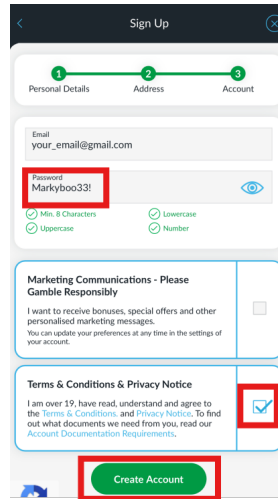 Sign Up
1 2 3
Personal Details Address Account
Email
your_email@gmail.com
Password
Markyboo33!
Min. 8 Characters Lowercase
Uppercase Number
Marketing Communications - Please
Gamble Responsibly
I want to receive bonuses, special offers and other
personalised marketing messages.
You can update your preferences at any time in the settings of
your account.
Terms & Conditions & Privacy Notice
I am over 19, have read, understand and agree to
the Terms & Conditions. and Privacy Notice. To find
out what documents we need from you, read our
Account Documentation Requirements.
Create Account